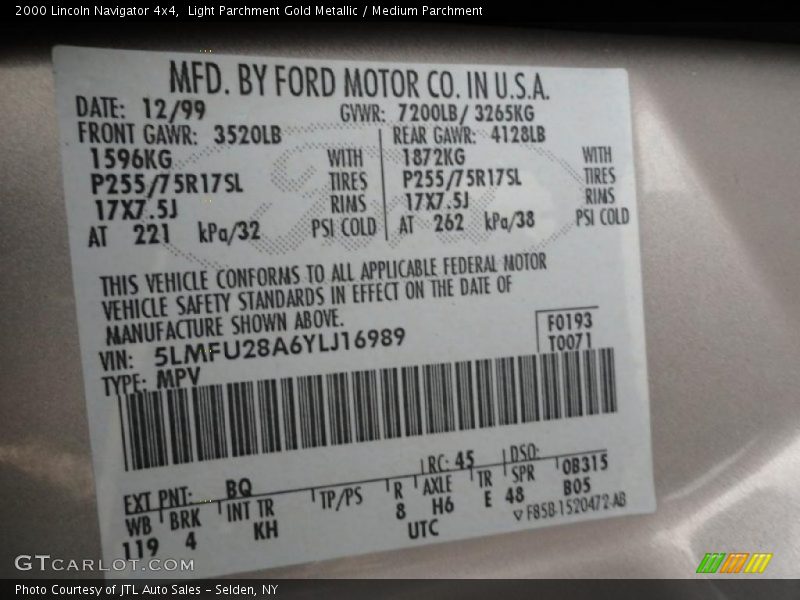 2000 Lincoln Navigator 4x4,  Light Parchment Gold Metallic / Medium Parchment
MFD. BY FORD MOTOR CO. IN U.S.A.
DATE: 12/99 GVWR: 7200LB/ 3265KG
FRONT GAWR: 3520LB REAR GAWR: 4128LB
1596KG WITH 1872KG WITH
P255/75R17SL TIRES P255/75R17SL TIRES
17X7.5J RIMS 17X7.5J RIMS
AT 221 kPa/32 PSI COLD AT 262 kPa/38 PSI COLD
THIS VEHICLE CONFORMS TO ALL APPLICABLE FEDERAL MOTOR
VEHICLE SAFETY STANDARDS IN EFFECT ON THE DATE OF
MANUFACTURE SHOWN ABOVE.
VIN: 5LMFU28A6YLJ16989 F0193
TYPE: MPV T0071
EXT PNT: BQ RC: 45 DSO:
WB BRK INT TR TP/PS R AXLE TR SPR 0B315
119 4 KH 8 H6 E 48 B05
UTC ▽F85B-1520472-AB
GTCARLOT.COM
Photo Courtesy of JTL Auto Sales - Selden, NY